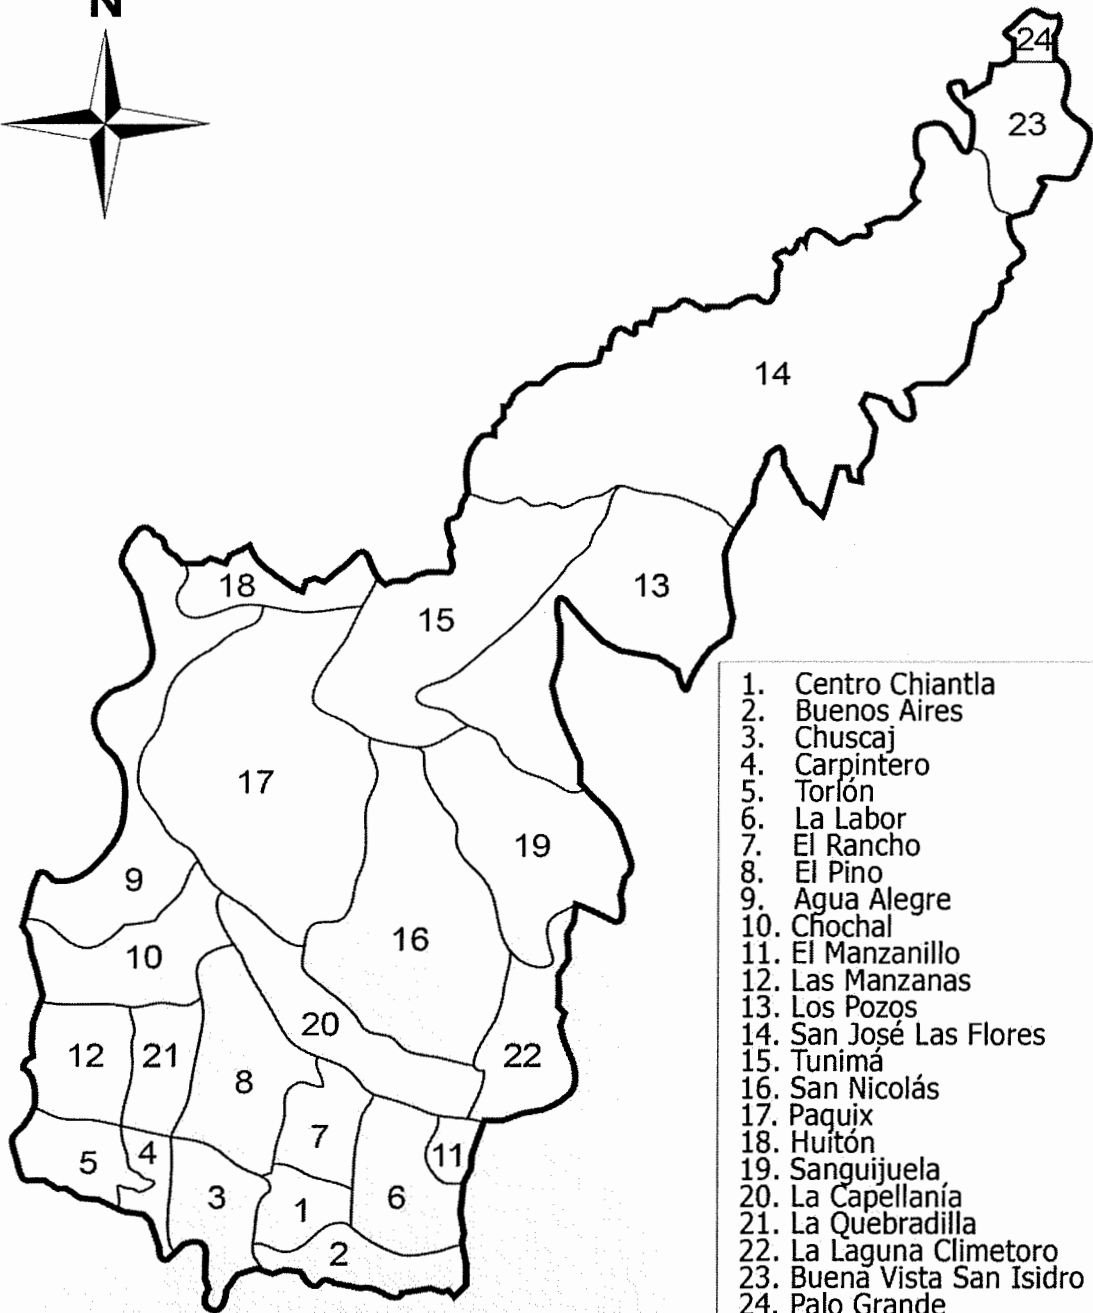 N
24
23
14
13
18
15
17
19
9
16
10
20
12
21
22
8
7
11
4
5
3
6
1
2
1. Centro Chiantla
2. Buenos Aires
3. Chuscaj
4. Carpintero
5. Torlón
6. La Labor
7. El Rancho
8. El Pino
9. Agua Alegre
10. Chochal
11. El Manzanillo
12. Las Manzanas
13. Los Pozos
14. San José Las Flores
15. Tunimá
16. San Nicolás
17. Paquix
18. Huitón
19. Sanguijuela
20. La Capellanía
21. La Quebradilla
22. La Laguna Climetoro
23. Buena Vista San Isidro
24. Palo Grande